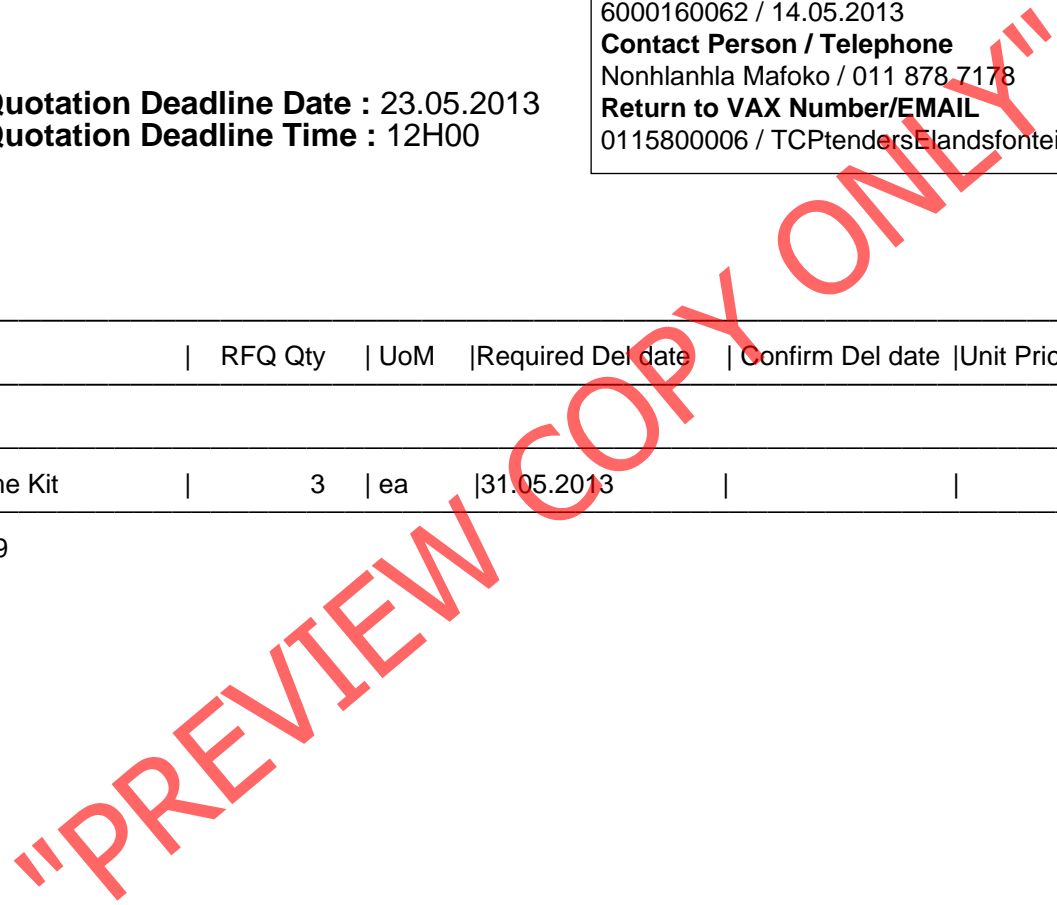 6000160062 / 14.05.2013
Contact Person / Telephone
Nonhlanhla Mafoko / 011 878 7178
Return to VAX Number/EMAIL
0115800006 / TCPtendersElandsfontei
Quotation Deadline Date : 23.05.2013
Quotation Deadline Time : 12H00
| RFQ Qty | UoM |Required Del date | Confirm Del date |Unit Pric
ne Kit | 3 | ea |31.05.2013 | |
9
"PREVIEW COPY ONLY"